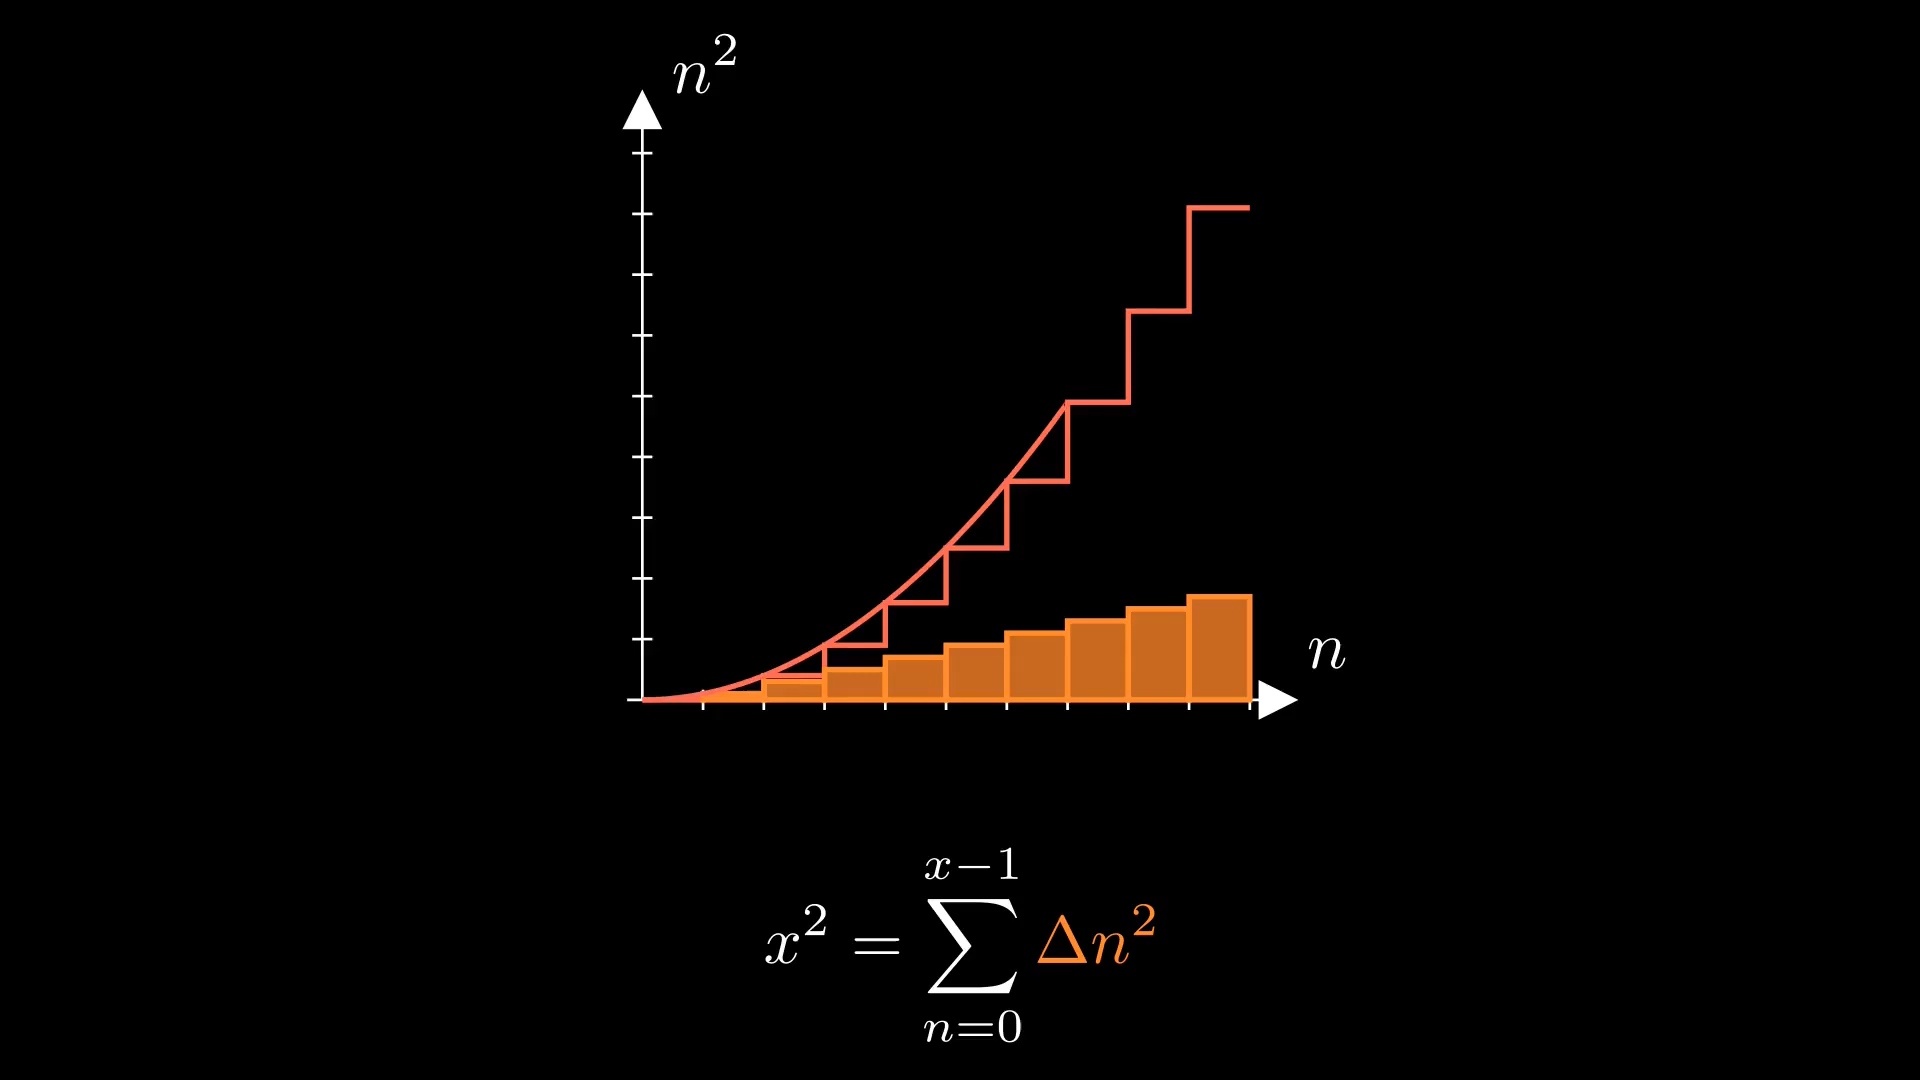 n²
n
x² = ∑_{n=0}^{x−1} Δn²